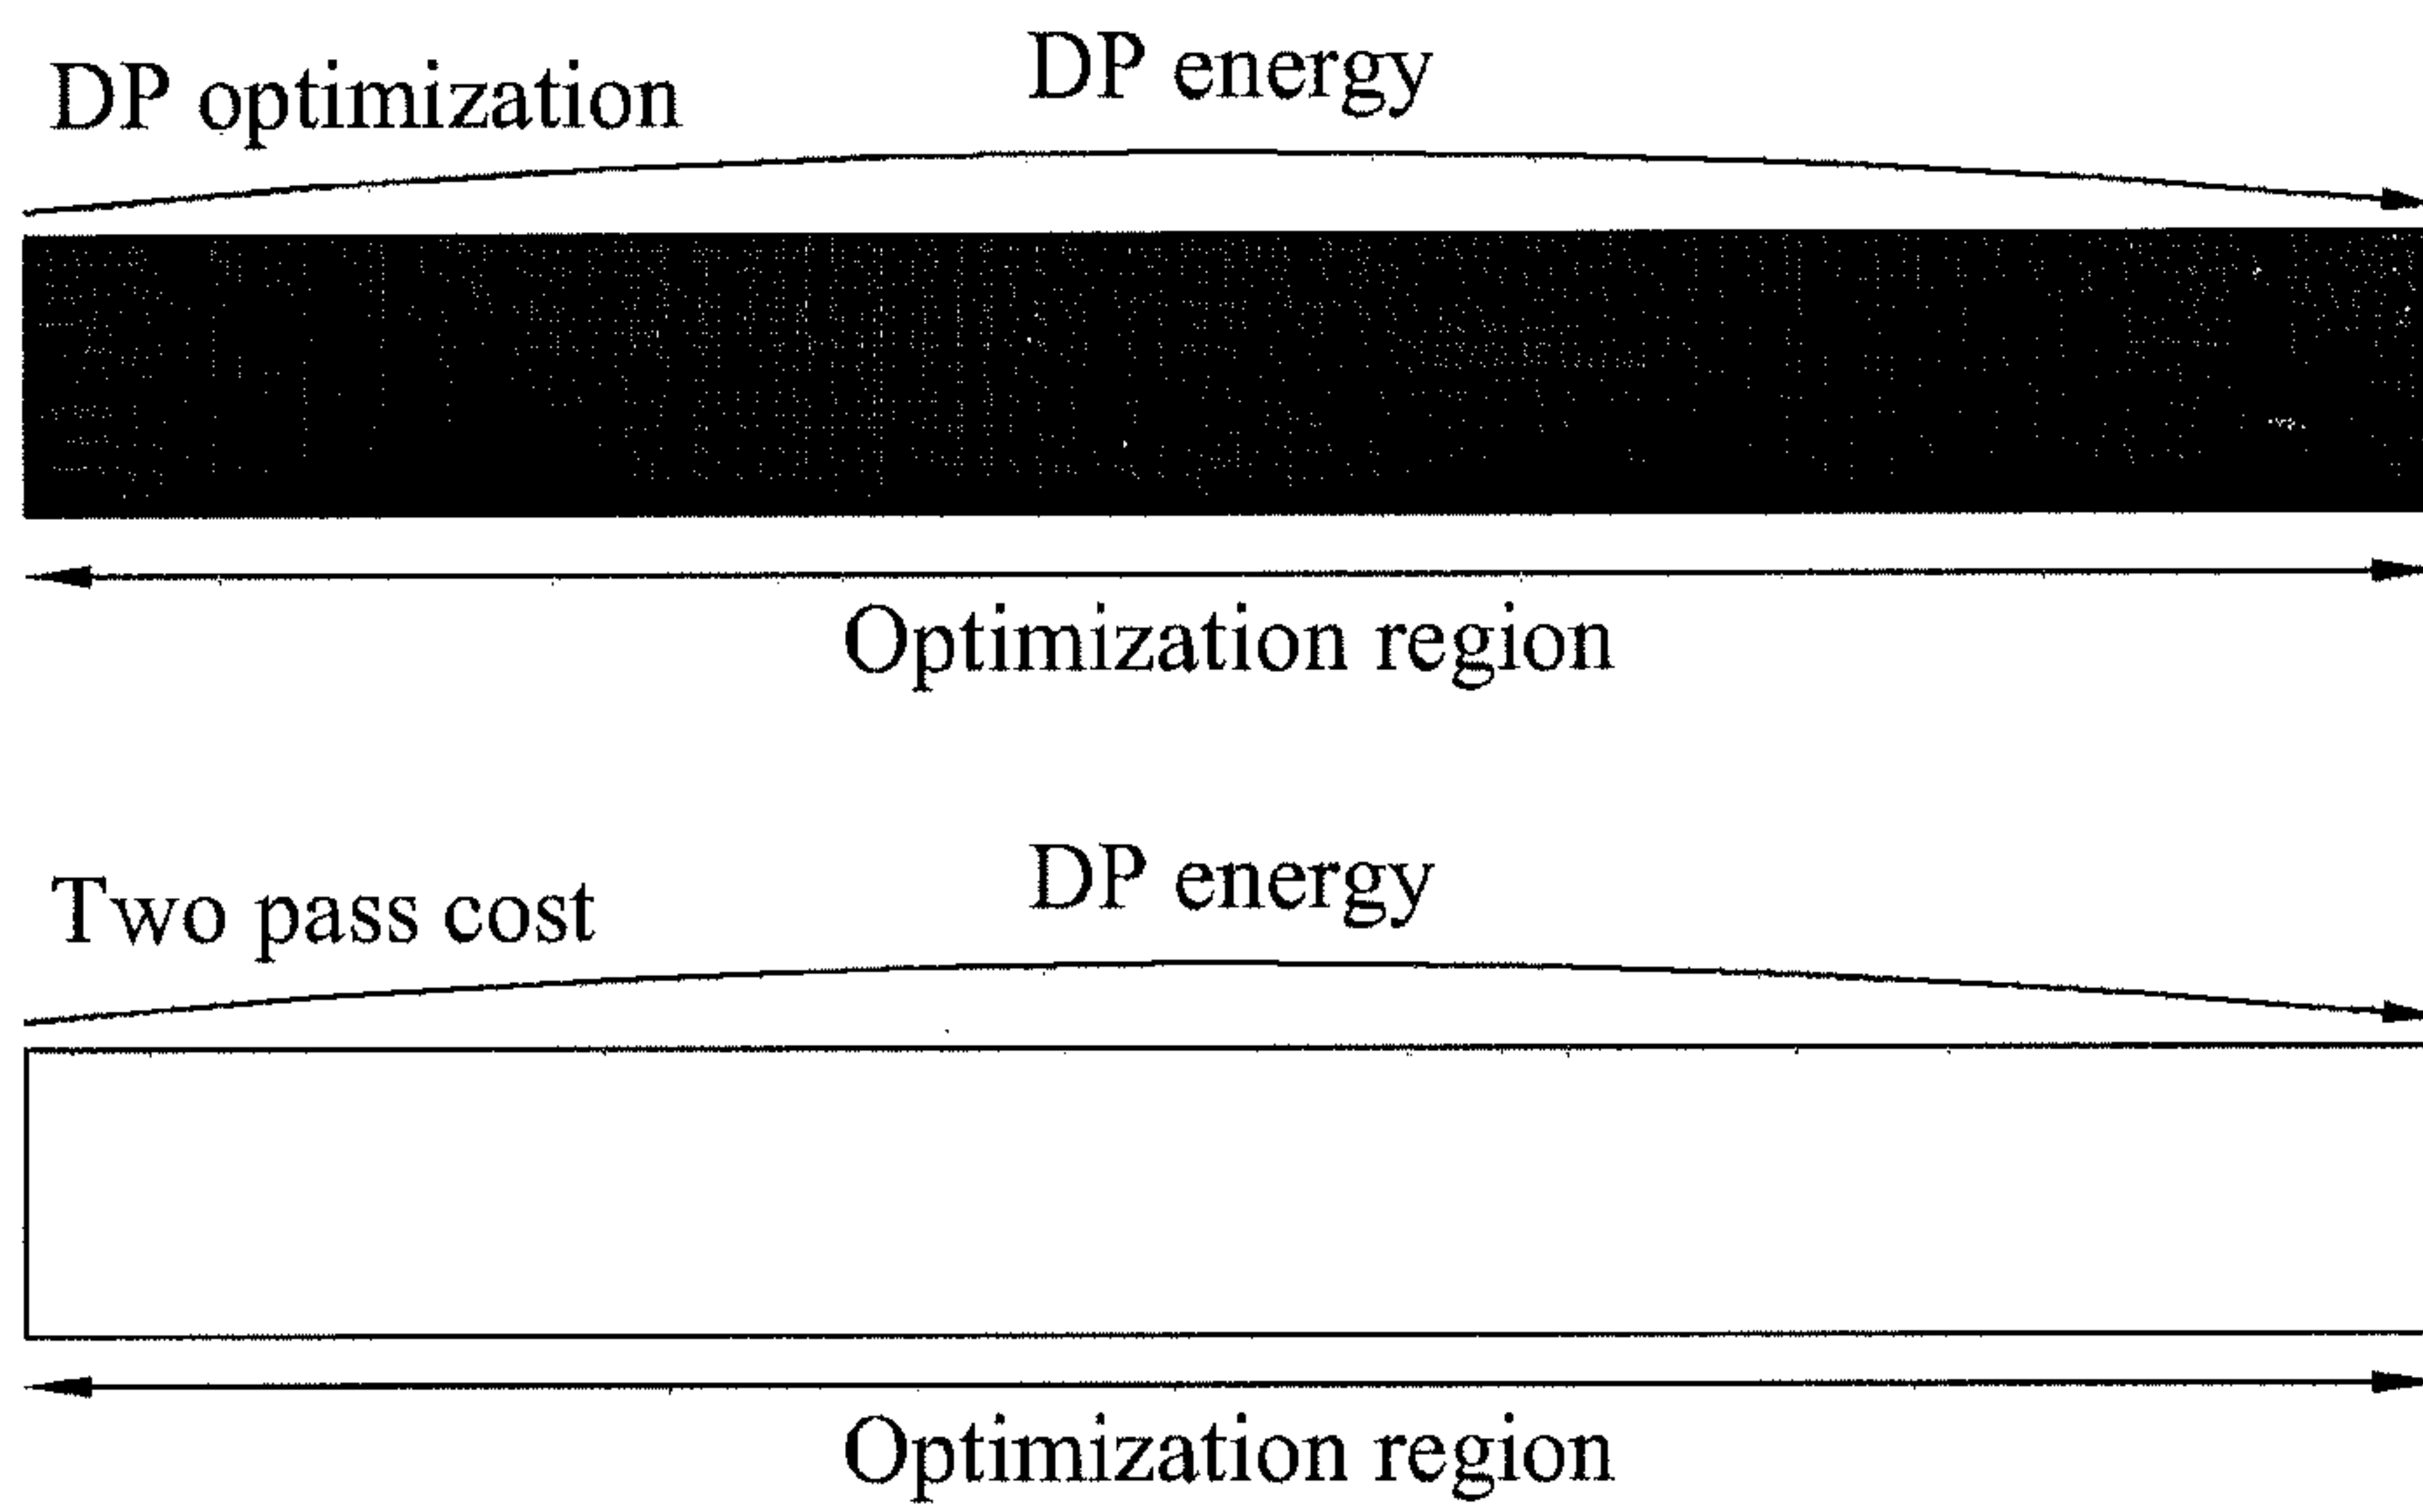 DP optimization
DP energy
Optimization region
Two pass cost
DP energy
Optimization region